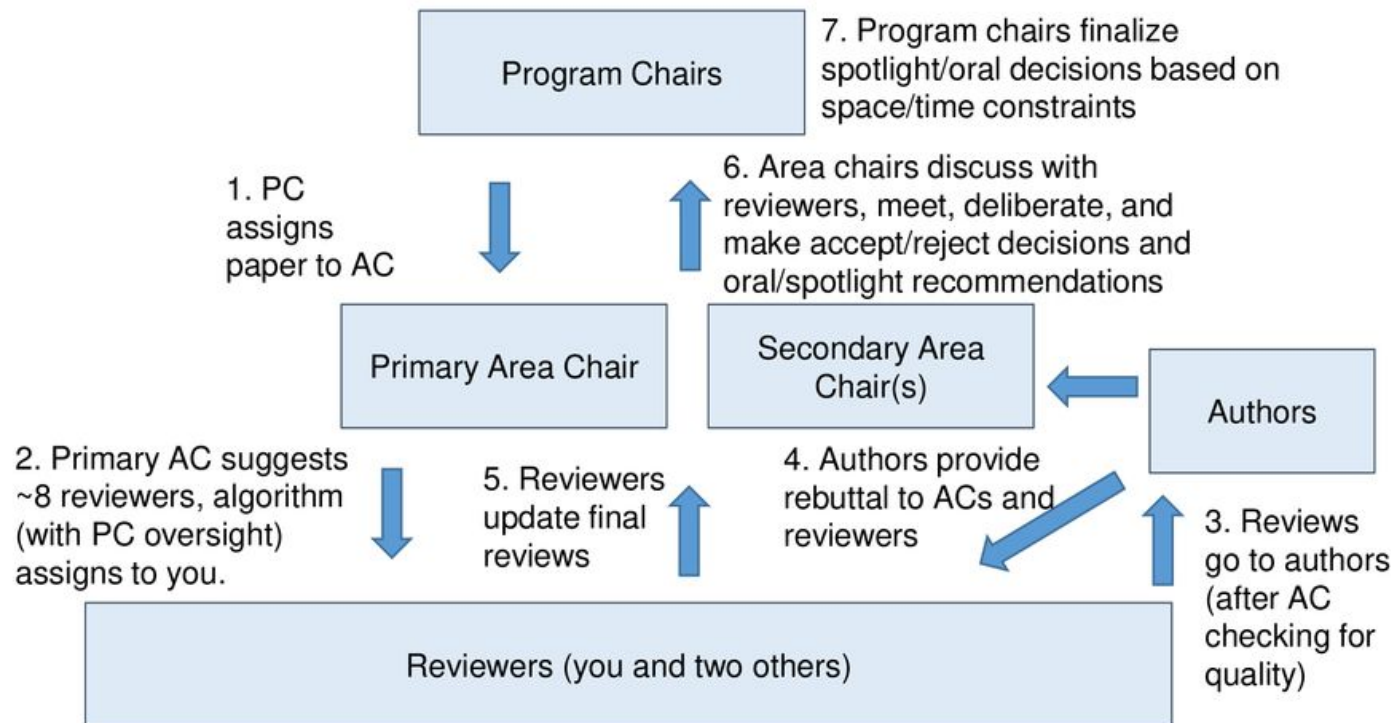 Program Chairs
7. Program chairs finalize
spotlight/oral decisions based on
space/time constraints
1. PC
assigns
paper to AC
6. Area chairs discuss with
reviewers, meet, deliberate, and
make accept/reject decisions and
oral/spotlight recommendations
Primary Area Chair
Secondary Area
Chair(s)
Authors
2. Primary AC suggests
~8 reviewers, algorithm
(with PC oversight)
assigns to you.
5. Reviewers
update final
reviews
4. Authors provide
rebuttal to ACs and
reviewers
3. Reviews
go to authors
(after AC
checking for
quality)
Reviewers (you and two others)